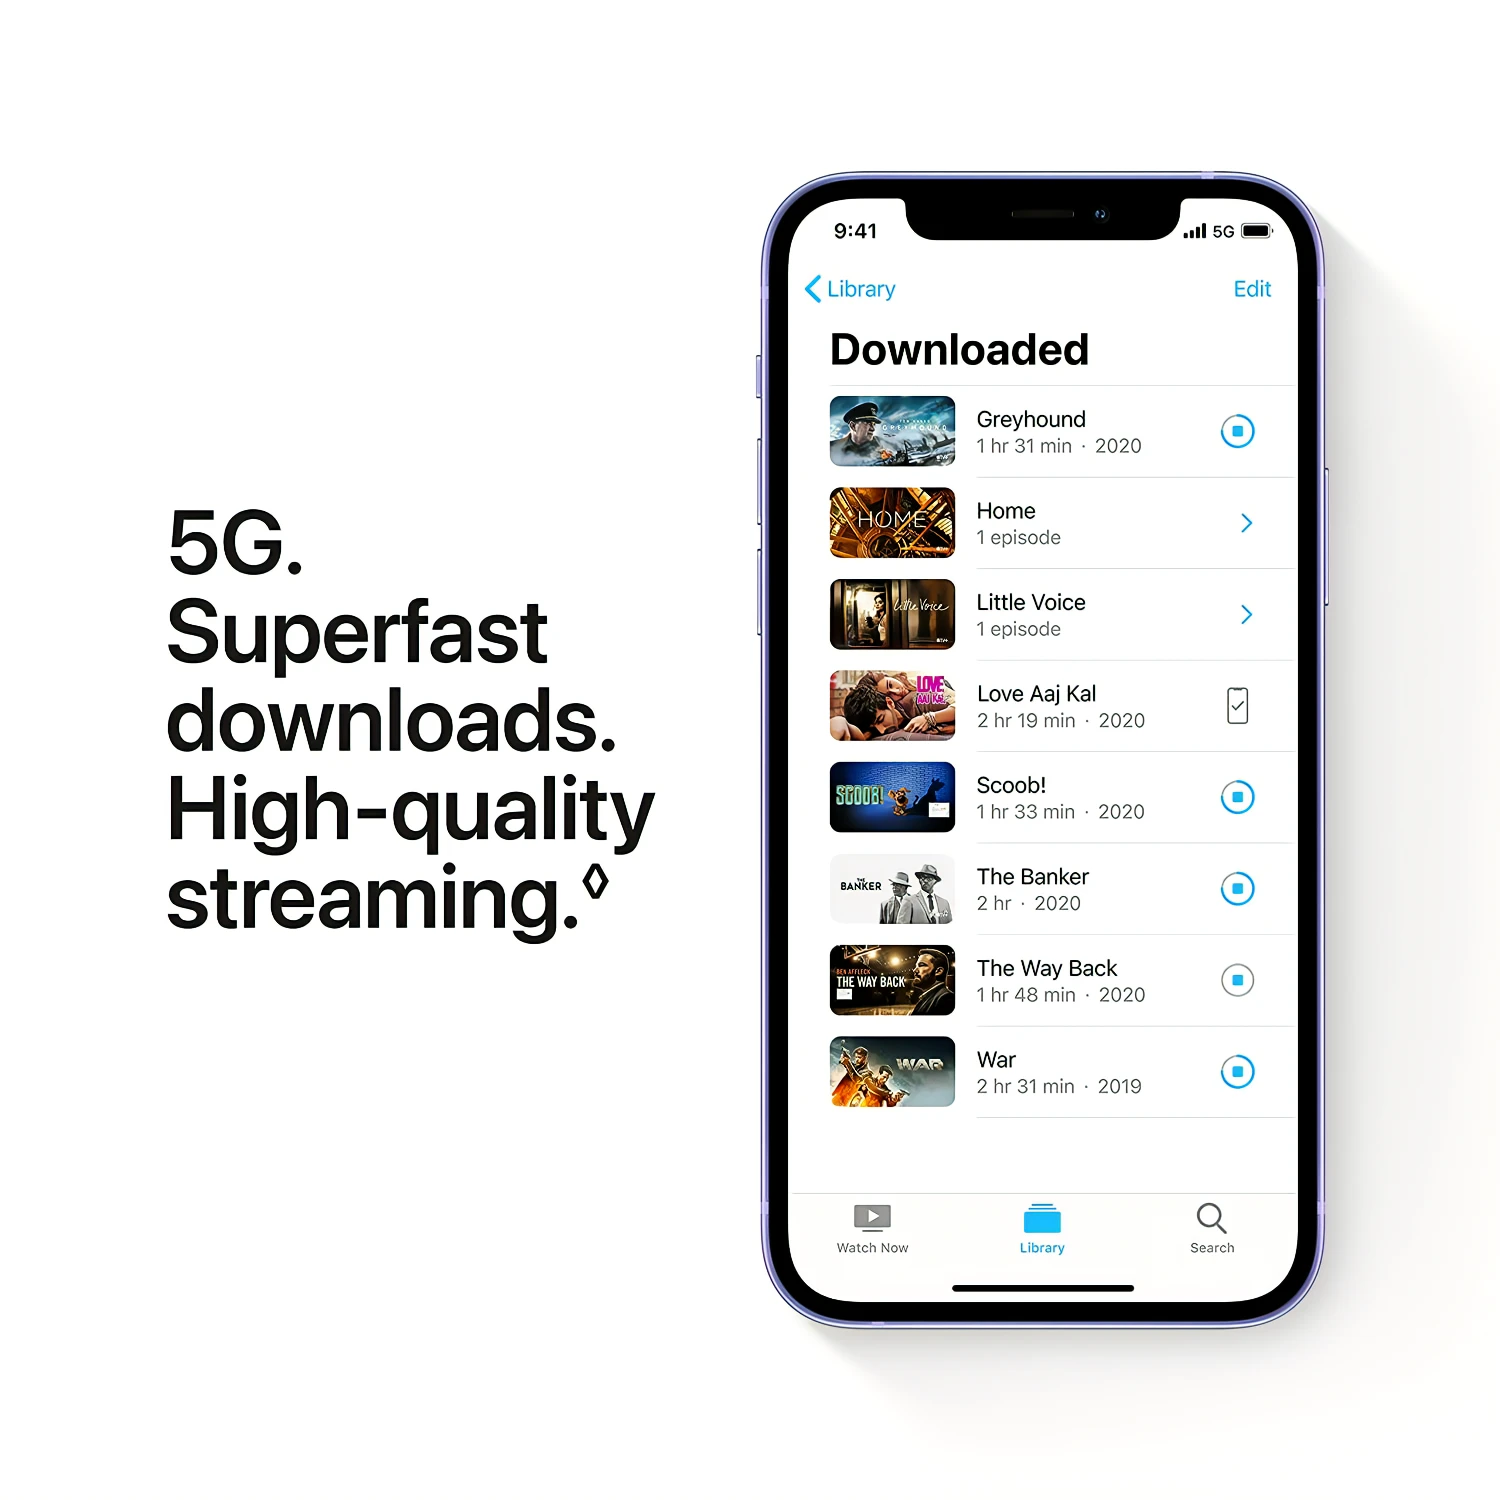 5G.
Superfast
downloads.
High-quality
streaming.◊
9:41
5G
Library
Edit
Downloaded
GREYHOUND
Greyhound
1 hr 31 min · 2020
HOME
Home
1 episode
Little Voice
Little Voice
1 episode
LOVE
AAJ KAL
Love Aaj Kal
2 hr 19 min · 2020
SCOOB!
Scoob!
1 hr 33 min · 2020
THE
BANKER
The Banker
2 hr · 2020
BEN AFFLECK
THE WAY BACK
The Way Back
1 hr 48 min · 2020
WAR
War
2 hr 31 min · 2019
Watch Now
Library
Search